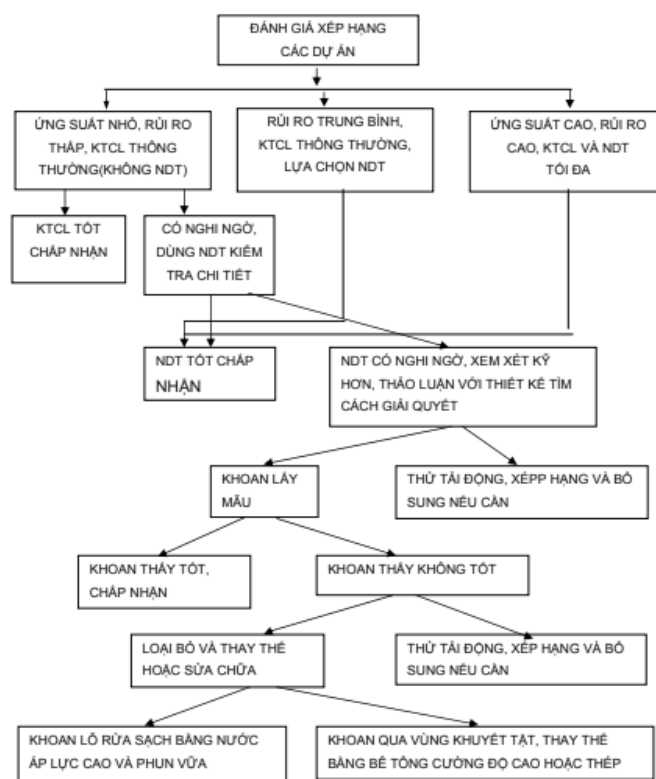 ĐÁNH GIÁ XẾP HẠNG
CÁC DỰ ÁN
ỨNG SUẤT NHỎ, RỦI RO
THẤP, KTCL THÔNG
THƯỜNG(KHÔNG NDT)
RỦI RO TRUNG BÌNH,
KTCL THÔNG THƯỜNG,
LỰA CHỌN NDT
ỨNG SUẤT CAO, RỦI RO
CAO, KTCL VÀ NDT
TỐI ĐA
KTCL TỐT
CHẤP NHẬN
CÓ NGHI NGỜ,
DÙNG NDT KIỂM
TRA CHI TIẾT
NDT TỐT CHẤP
NHẬN
NDT CÓ NGHI NGỜ, XEM XÉT KỸ
HƠN, THẢO LUẬN VỚI THIẾT KẾ TÌM
CÁCH GIẢI QUYẾT
KHOAN LẤY
MẪU
THỬ TẢI ĐỘNG, XẾPP HẠNG VÀ BỔ
SUNG NẾU CẦN
KHOAN THẤY TỐT,
CHẤP NHẬN
KHOAN THẤY KHÔNG TỐT
LOẠI BỎ VÀ THAY THẾ
HOẶC SỬA CHỮA
THỬ TẢI ĐỘNG, XẾP HẠNG VÀ BỔ
SUNG NẾU CẦN
KHOAN LỖ RỬA SẠCH BẰNG NƯỚC
ÁP LỰC CAO VÀ PHUN VỮA
KHOAN QUA VÙNG KHUYẾT TẬT, THAY THẾ
BẰNG BÊ TÔNG CƯỜNG ĐỘ CAO HOẶC THÉP